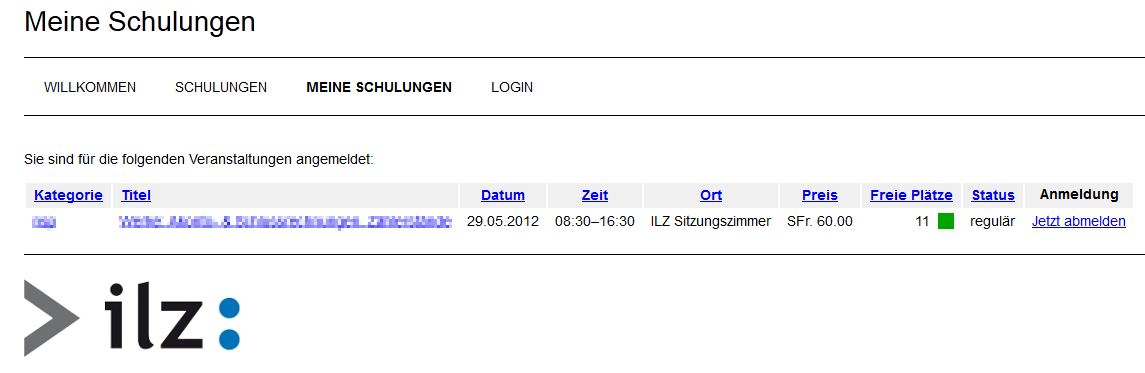 Meine Schulungen
WILLKOMMEN SCHULUNGEN MEINE SCHULUNGEN LOGIN
Sie sind für die folgenden Veranstaltungen angemeldet:
Kategorie Titel Datum Zeit Ort Preis Freie Plätze Status Anmeldung
29.05.2012 08:30–16:30 ILZ Sitzungszimmer SFr. 60.00 11 regulär Jetzt abmelden
ilz: